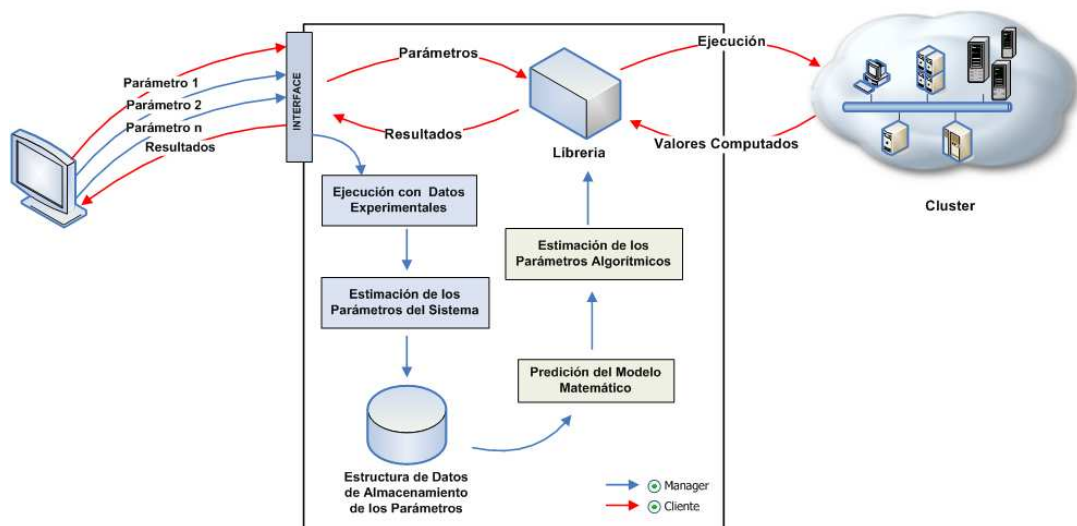 Parámetro 1
Parámetro 2
Parámetro n
Resultados
INTERFACE
Parámetros
Resultados
Libreria
Ejecución
Valores Computados
Cluster
Ejecución con Datos
Experimentales
Estimación de los
Parámetros del Sistema
Estructura de Datos
de Almacenamiento
de los Parámetros
Estimación de los
Parámetros Algorítmicos
Predición del Modelo
Matemático
Manager
Cliente